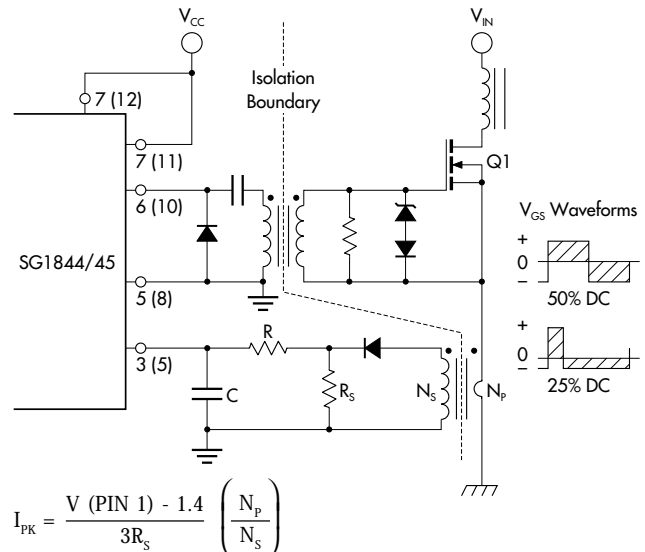 V_CC
V_IN
Isolation
Boundary
7 (12)
7 (11)
Q1
6 (10)
V_GS Waveforms
+
0
–
50% DC
SG1844/45
5 (8)
+
0
–
25% DC
3 (5)
R
C
R_S
N_S
N_P
I_PK = V (PIN 1) - 1.4 / 3R_S (N_P / N_S)